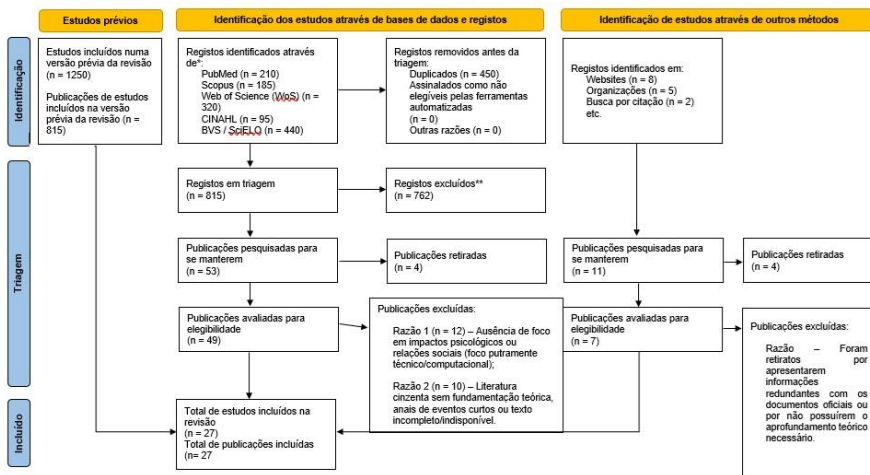 Estudos prévios
Identificação dos estudos através de bases de dados e registos
Identificação de estudos através de outros métodos
Identificação
Estudos incluídos numa
versão prévia da revisão
(n = 1250)
Publicações de estudos
incluídos na versão
prévia da revisão (n =
815)
Registos identificados através
de*:
PubMed (n = 210)
Scopus (n = 185)
Web of Science (WoS) (n =
320)
CINAHL (n = 95)
BVS / SciELO (n = 440)
Registos removidos antes da
triagem:
Duplicados (n = 450)
Assinalados como não
elegíveis pelas ferramentas
automatizadas
(n = 0)
Outras razões (n = 0)
Registos identificados em:
Websites (n = 8)
Organizações (n = 5)
Busca por citação (n = 2)
etc.
Triagem
Registos em triagem
(n = 815)
Registos excluídos**
(n = 762)
Publicações pesquisadas para
se manterem
(n = 53)
Publicações retiradas
(n = 4)
Publicações pesquisadas para
se manterem
(n = 11)
Publicações retiradas
(n = 4)
Publicações avaliadas para
elegibilidade
(n = 49)
Publicações excluídas:
Razão 1 (n = 12) – Ausência de foco
em impactos psicológicos ou
relações sociais (foco putramente
técnico/computacional);
Razão 2 (n = 10) – Literatura
cinzenta sem fundamentação teórica,
anais de eventos curtos ou texto
incompleto/indisponível.
Publicações avaliadas para
elegibilidade
(n = 7)
Publicações excluídas:
Razão – Foram
retiratos por
apresentarem
informações
redundantes com os
documentos oficiais ou
por não possuírem o
aprofundamento teórico
necessário.
Incluído
Total de estudos incluídos na
revisão
(n = 27)
Total de publicações incluídas
(n= 27